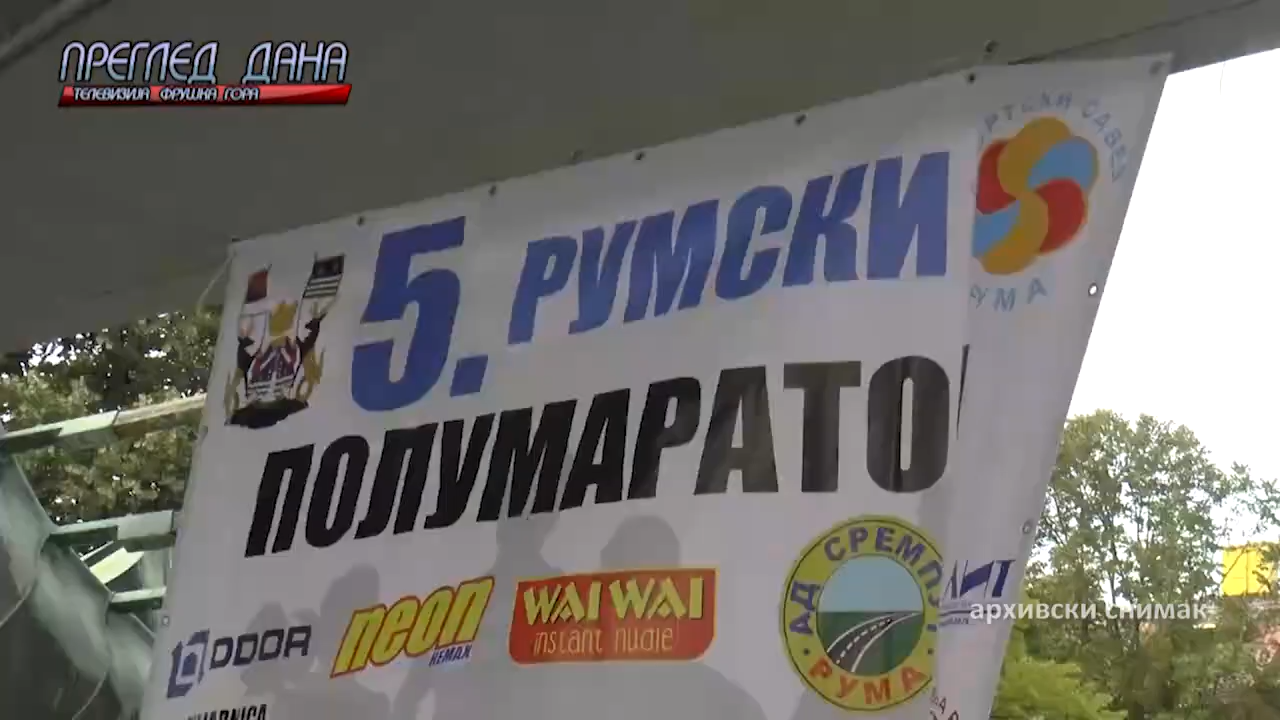 ПРЕГЛЕД ДАНА
ТЕЛЕВИЗИЈА ФРУШКА ГОРА
5. РУМСКИ
ПОЛУМАРАТО
РУМА
DDOR
neon
REMAX
WAI WAI
instant nudle
АД СРЕМПУТ
РУМА
архивски снимак